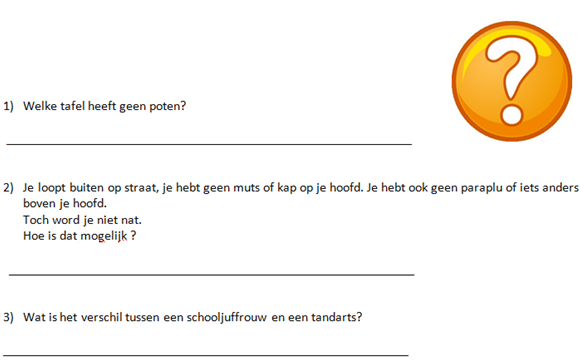 1) Welke tafel heeft geen poten?
2) Je loopt buiten op straat, je hebt geen muts of kap op je hoofd. Je hebt ook geen paraplu of iets anders
boven je hoofd.
Toch word je niet nat.
Hoe is dat mogelijk ?
3) Wat is het verschil tussen een schooljuffrouw en een tandarts?